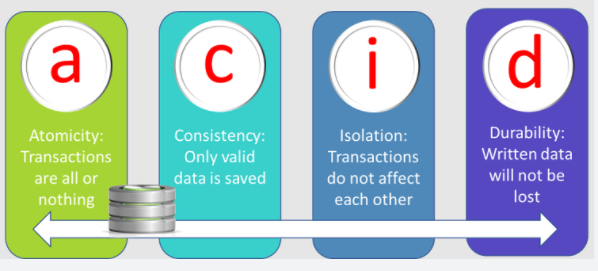 a
Atomicity:
Transactions
are all or
nothing
c
Consistency:
Only valid
data is saved
i
Isolation:
Transactions
do not affect
each other
d
Durability:
Written data
will not be
lost